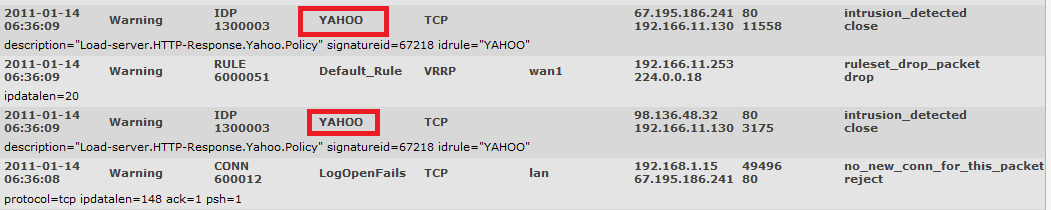 2011-01-14 Warning IDP YAHOO TCP 67.195.186.241 80 intrusion_detected
06:36:09 1300003 192.166.11.130 11558 close
description="Load-server.HTTP-Response.Yahoo.Policy" signatureid=67218 idrule="YAHOO"
2011-01-14 Warning RULE Default_Rule VRRP wan1 192.166.11.253 ruleset_drop_packet
06:36:09 6000051 224.0.0.18 drop
ipdatalen=20
2011-01-14 Warning IDP YAHOO TCP 98.136.48.32 80 intrusion_detected
06:36:09 1300003 192.166.11.130 3175 close
description="Load-server.HTTP-Response.Yahoo.Policy" signatureid=67218 idrule="YAHOO"
2011-01-14 Warning CONN LogOpenFails TCP lan 192.168.1.15 49496 no_new_conn_for_this_packet
06:36:08 600012 67.195.186.241 80 reject
protocol=tcp ipdatalen=148 ack=1 psh=1